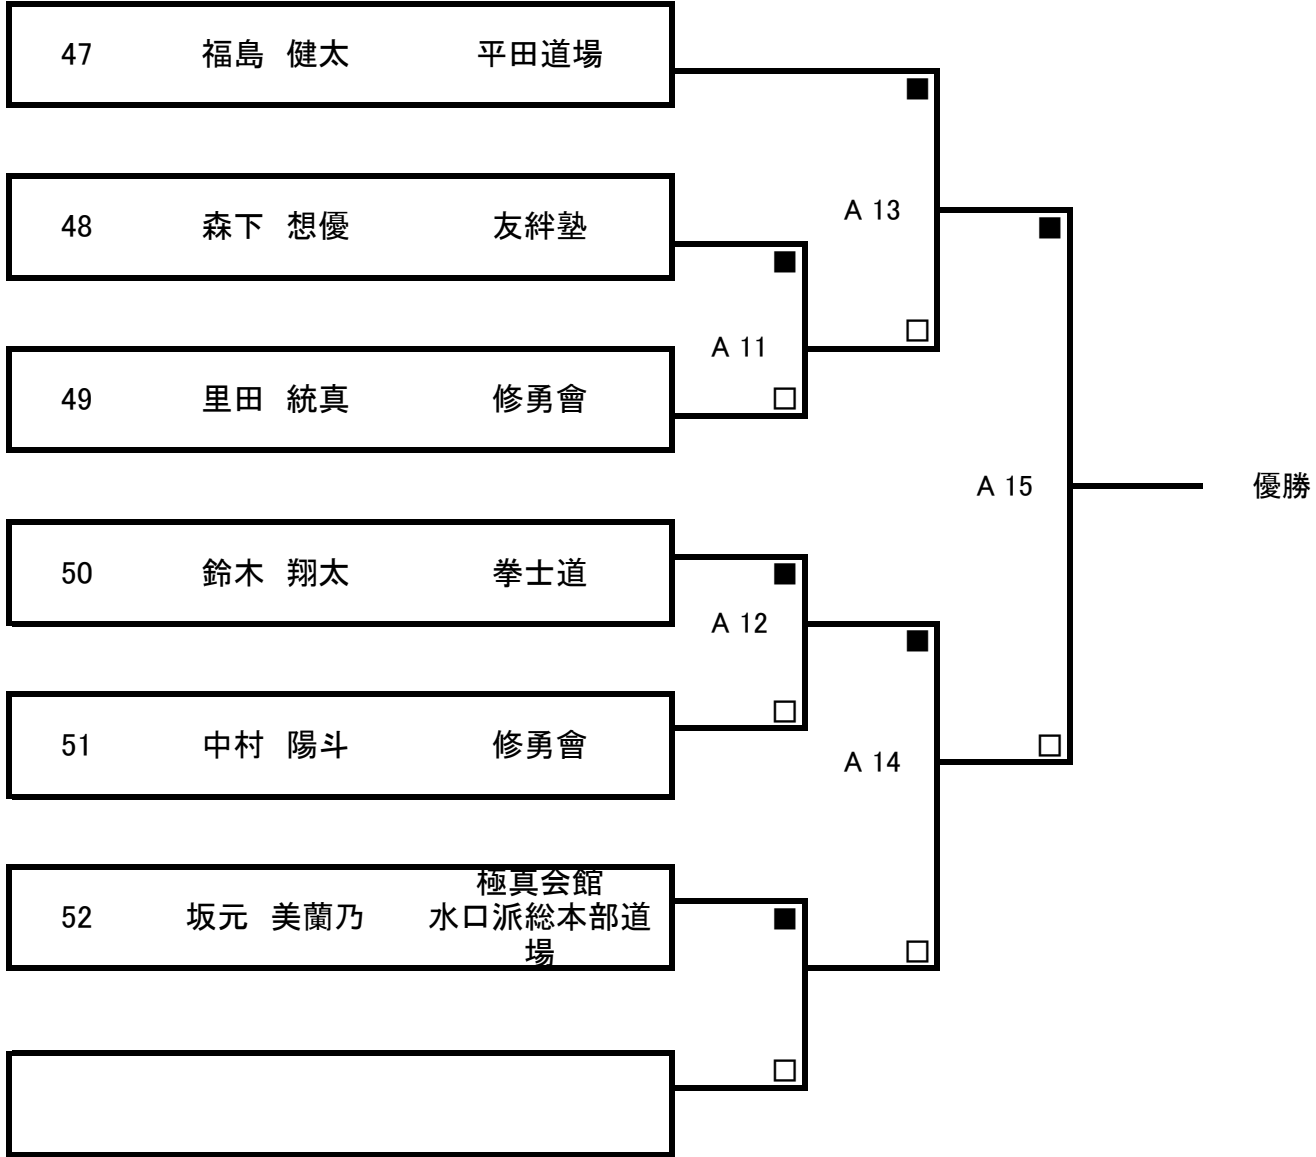 47 福島 健太 平田道場
■
48 森下 想優 友絆塾
A 13
■
■
A 11
□
□
49 里田 統真 修勇會
A 15 優勝
50 鈴木 翔太 拳士道
■
A 12
■
□
51 中村 陽斗 修勇會
□
A 14
極真会館
52 坂元 美蘭乃 水口派総本部道
場
■
□
□